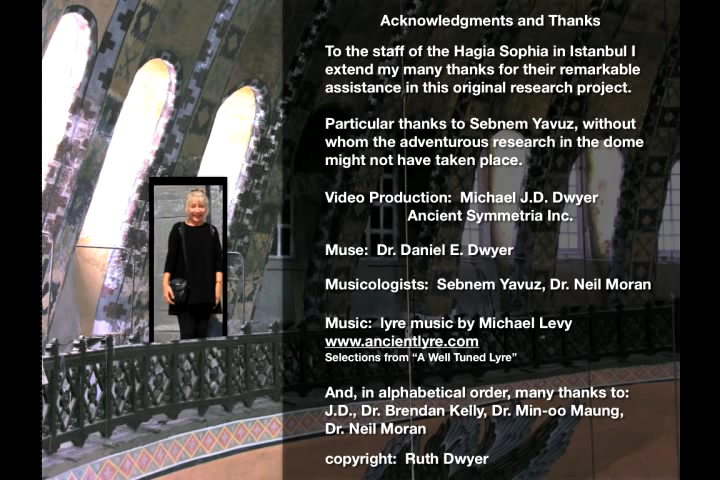 Acknowledgments and Thanks
To the staff of the Hagia Sophia in Istanbul I
extend my many thanks for their remarkable
assistance in this original research project.
Particular thanks to Sebnem Yavuz, without
whom the adventurous research in the dome
might not have taken place.
Video Production:  Michael J.D. Dwyer
Ancient Symmetria Inc.
Muse:  Dr. Daniel E. Dwyer
Musicologists:  Sebnem Yavuz, Dr. Neil Moran
Music:  lyre music by Michael Levy
www.ancientlyre.com
Selections from “A Well Tuned Lyre”
And, in alphabetical order, many thanks to:
J.D., Dr. Brendan Kelly, Dr. Min-oo Maung,
Dr. Neil Moran
copyright:  Ruth Dwyer